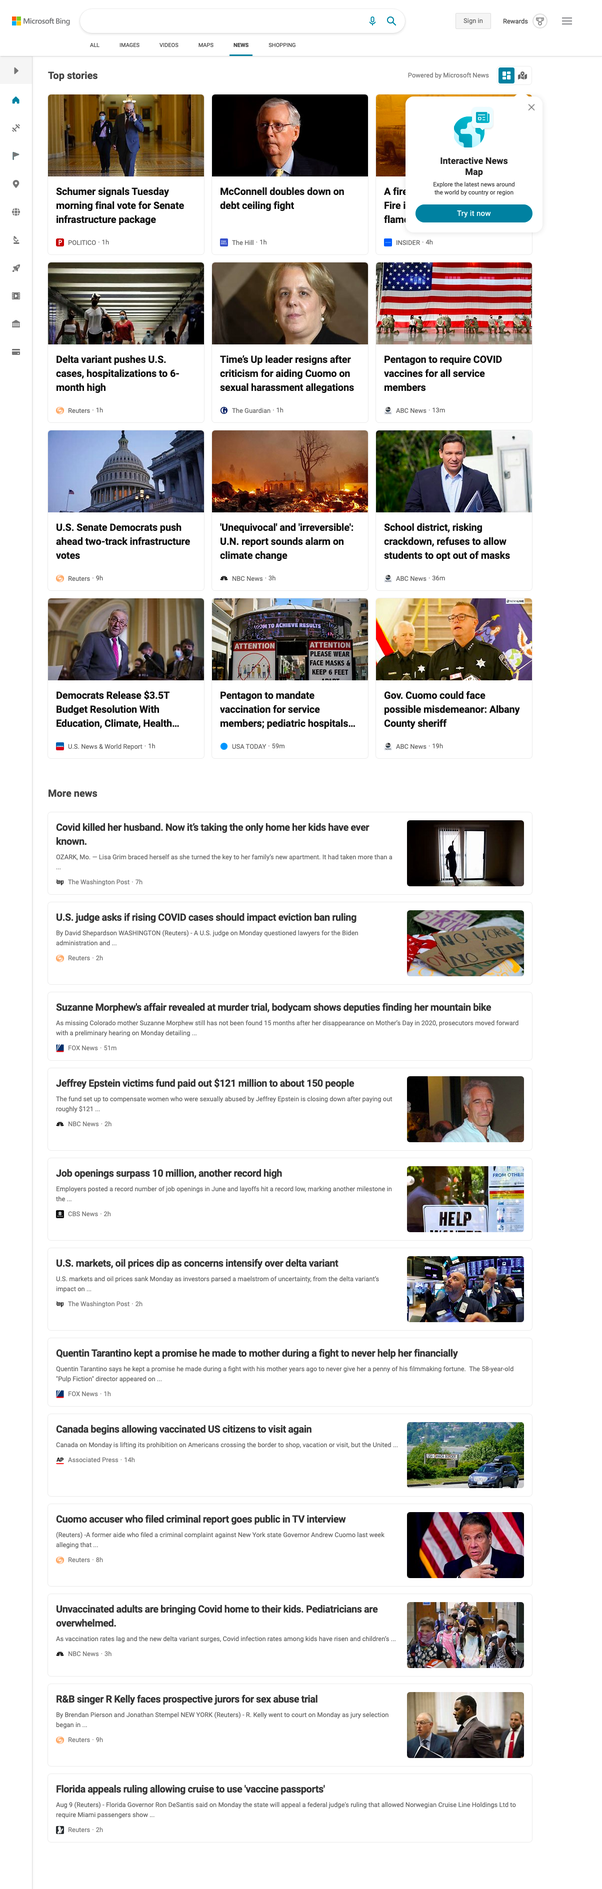 Microsoft Bing
Sign in
Rewards
ALL
IMAGES
VIDEOS
MAPS
NEWS
SHOPPING
Top stories
Powered by Microsoft News
Interactive News
Map
Explore the latest news around
the world by country or region
Try it now
Schumer signals Tuesday
morning final vote for Senate
infrastructure package
POLITICO · 1h
McConnell doubles down on
debt ceiling fight
The Hill · 1h
A fire
Fire i
flame
INSIDER · 4h
Delta variant pushes U.S.
cases, hospitalizations to 6-
month high
Reuters · 1h
Time's Up leader resigns after
criticism for aiding Cuomo on
sexual harassment allegations
The Guardian · 1h
Pentagon to require COVID
vaccines for all service
members
ABC News · 13m
U.S. Senate Democrats push
ahead two-track infrastructure
votes
Reuters · 9h
'Unequivocal' and 'irreversible':
U.N. report sounds alarm on
climate change
NBC News · 3h
School district, risking
crackdown, refuses to allow
students to opt out of masks
ABC News · 36m
ATTENTION
ATTENTION
PLEASE WEAR
FACE MASKS &
KEEP 6 FEET
Democrats Release $3.5T
Budget Resolution With
Education, Climate, Health...
U.S. News & World Report · 1h
Pentagon to mandate
vaccination for service
members; pediatric hospitals...
USA TODAY · 59m
Gov. Cuomo could face
possible misdemeanor: Albany
County sheriff
ABC News · 19h
More news
Covid killed her husband. Now it's taking the only home her kids have ever
known.
OZARK, Mo. — Lisa Grim braced herself as she turned the key to her family's new apartment. It had taken more than a
...
The Washington Post · 7h
U.S. judge asks if rising COVID cases should impact eviction ban ruling
By David Shepardson WASHINGTON (Reuters) - A U.S. judge on Monday questioned lawyers for the Biden
administration and ...
Reuters · 2h
Suzanne Morphew's affair revealed at murder trial, bodycam shows deputies finding her mountain bike
As missing Colorado mother Suzanne Morphew still has not been found 15 months after her disappearance on Mother's Day in 2020, prosecutors moved forward
with a preliminary hearing on Monday detailing ...
FOX News · 51m
Jeffrey Epstein victims fund paid out $121 million to about 150 people
The fund set up to compensate women who were sexually abused by Jeffrey Epstein is closing down after paying out
roughly $121 ...
NBC News · 2h
Job openings surpass 10 million, another record high
Employers posted a record number of job openings in June and layoffs hit a record low, marking another milestone in
the ...
CBS News · 2h
HELP
U.S. markets, oil prices dip as concerns intensify over delta variant
U.S. markets and oil prices sank Monday as investors parsed a maelstrom of uncertainty, from the delta variant's
impact on ...
The Washington Post · 2h
Quentin Tarantino kept a promise he made to mother during a fight to never help her financially
Quentin Tarantino says he kept a promise he made during a fight with his mother years ago to never give her a penny of his filmmaking fortune. The 58-year-old
"Pulp Fiction" director appeared on ...
FOX News · 1h
Canada begins allowing vaccinated US citizens to visit again
Canada on Monday is lifting its prohibition on Americans crossing the border to shop, vacation or visit, but the United ...
AP Associated Press · 14h
Cuomo accuser who filed criminal report goes public in TV interview
(Reuters) -A former aide who filed a criminal complaint against New York state Governor Andrew Cuomo last week
alleging that ...
Reuters · 8h
Unvaccinated adults are bringing Covid home to their kids. Pediatricians are
overwhelmed.
As vaccination rates lag and the new delta variant surges, Covid infection rates among kids have risen and children's ...
NBC News · 3h
R&B singer R Kelly faces prospective jurors for sex abuse trial
By Brendan Pierson and Jonathan Stempel NEW YORK (Reuters) - R. Kelly went to court on Monday as jury selection
began in ...
Reuters · 9h
Florida appeals ruling allowing cruise to use 'vaccine passports'
Aug 9 (Reuters) - Florida Governor Ron DeSantis said on Monday the state will appeal a federal judge's ruling that allowed Norwegian Cruise Line Holdings Ltd to
require Miami passengers show ...
Reuters · 2h